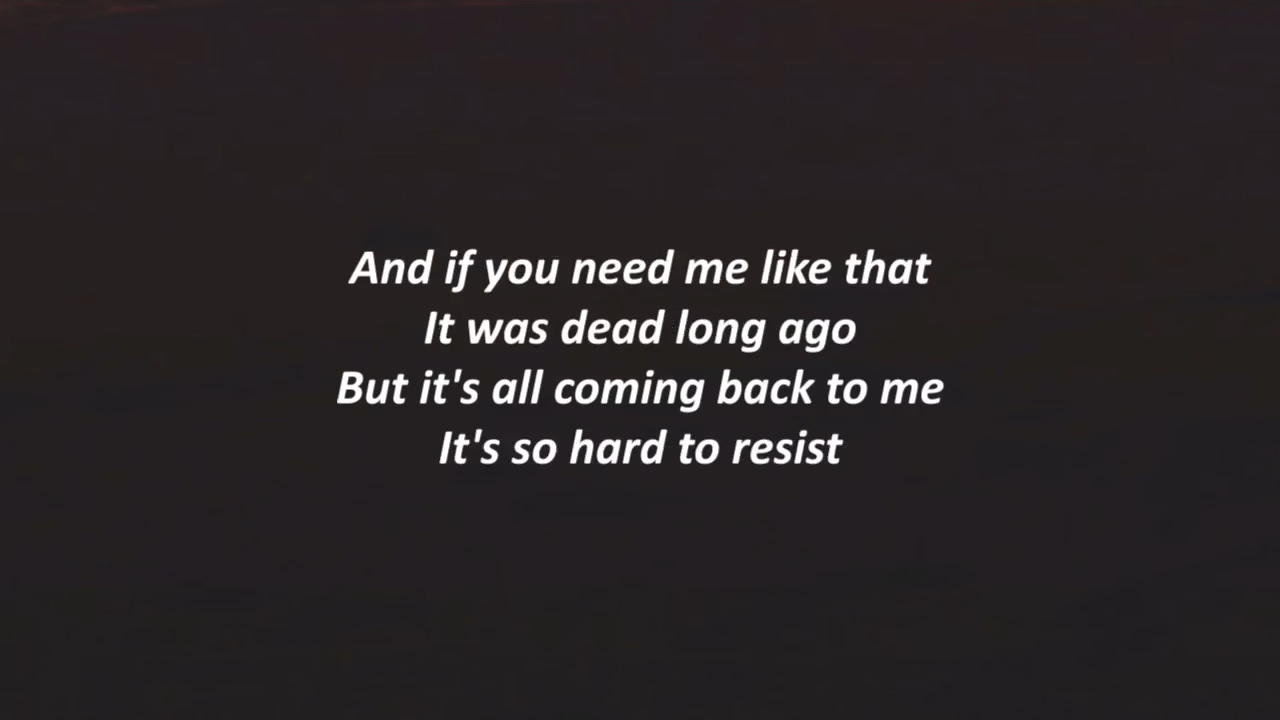 And if you need me like that
It was dead long ago
But it's all coming back to me
It's so hard to resist